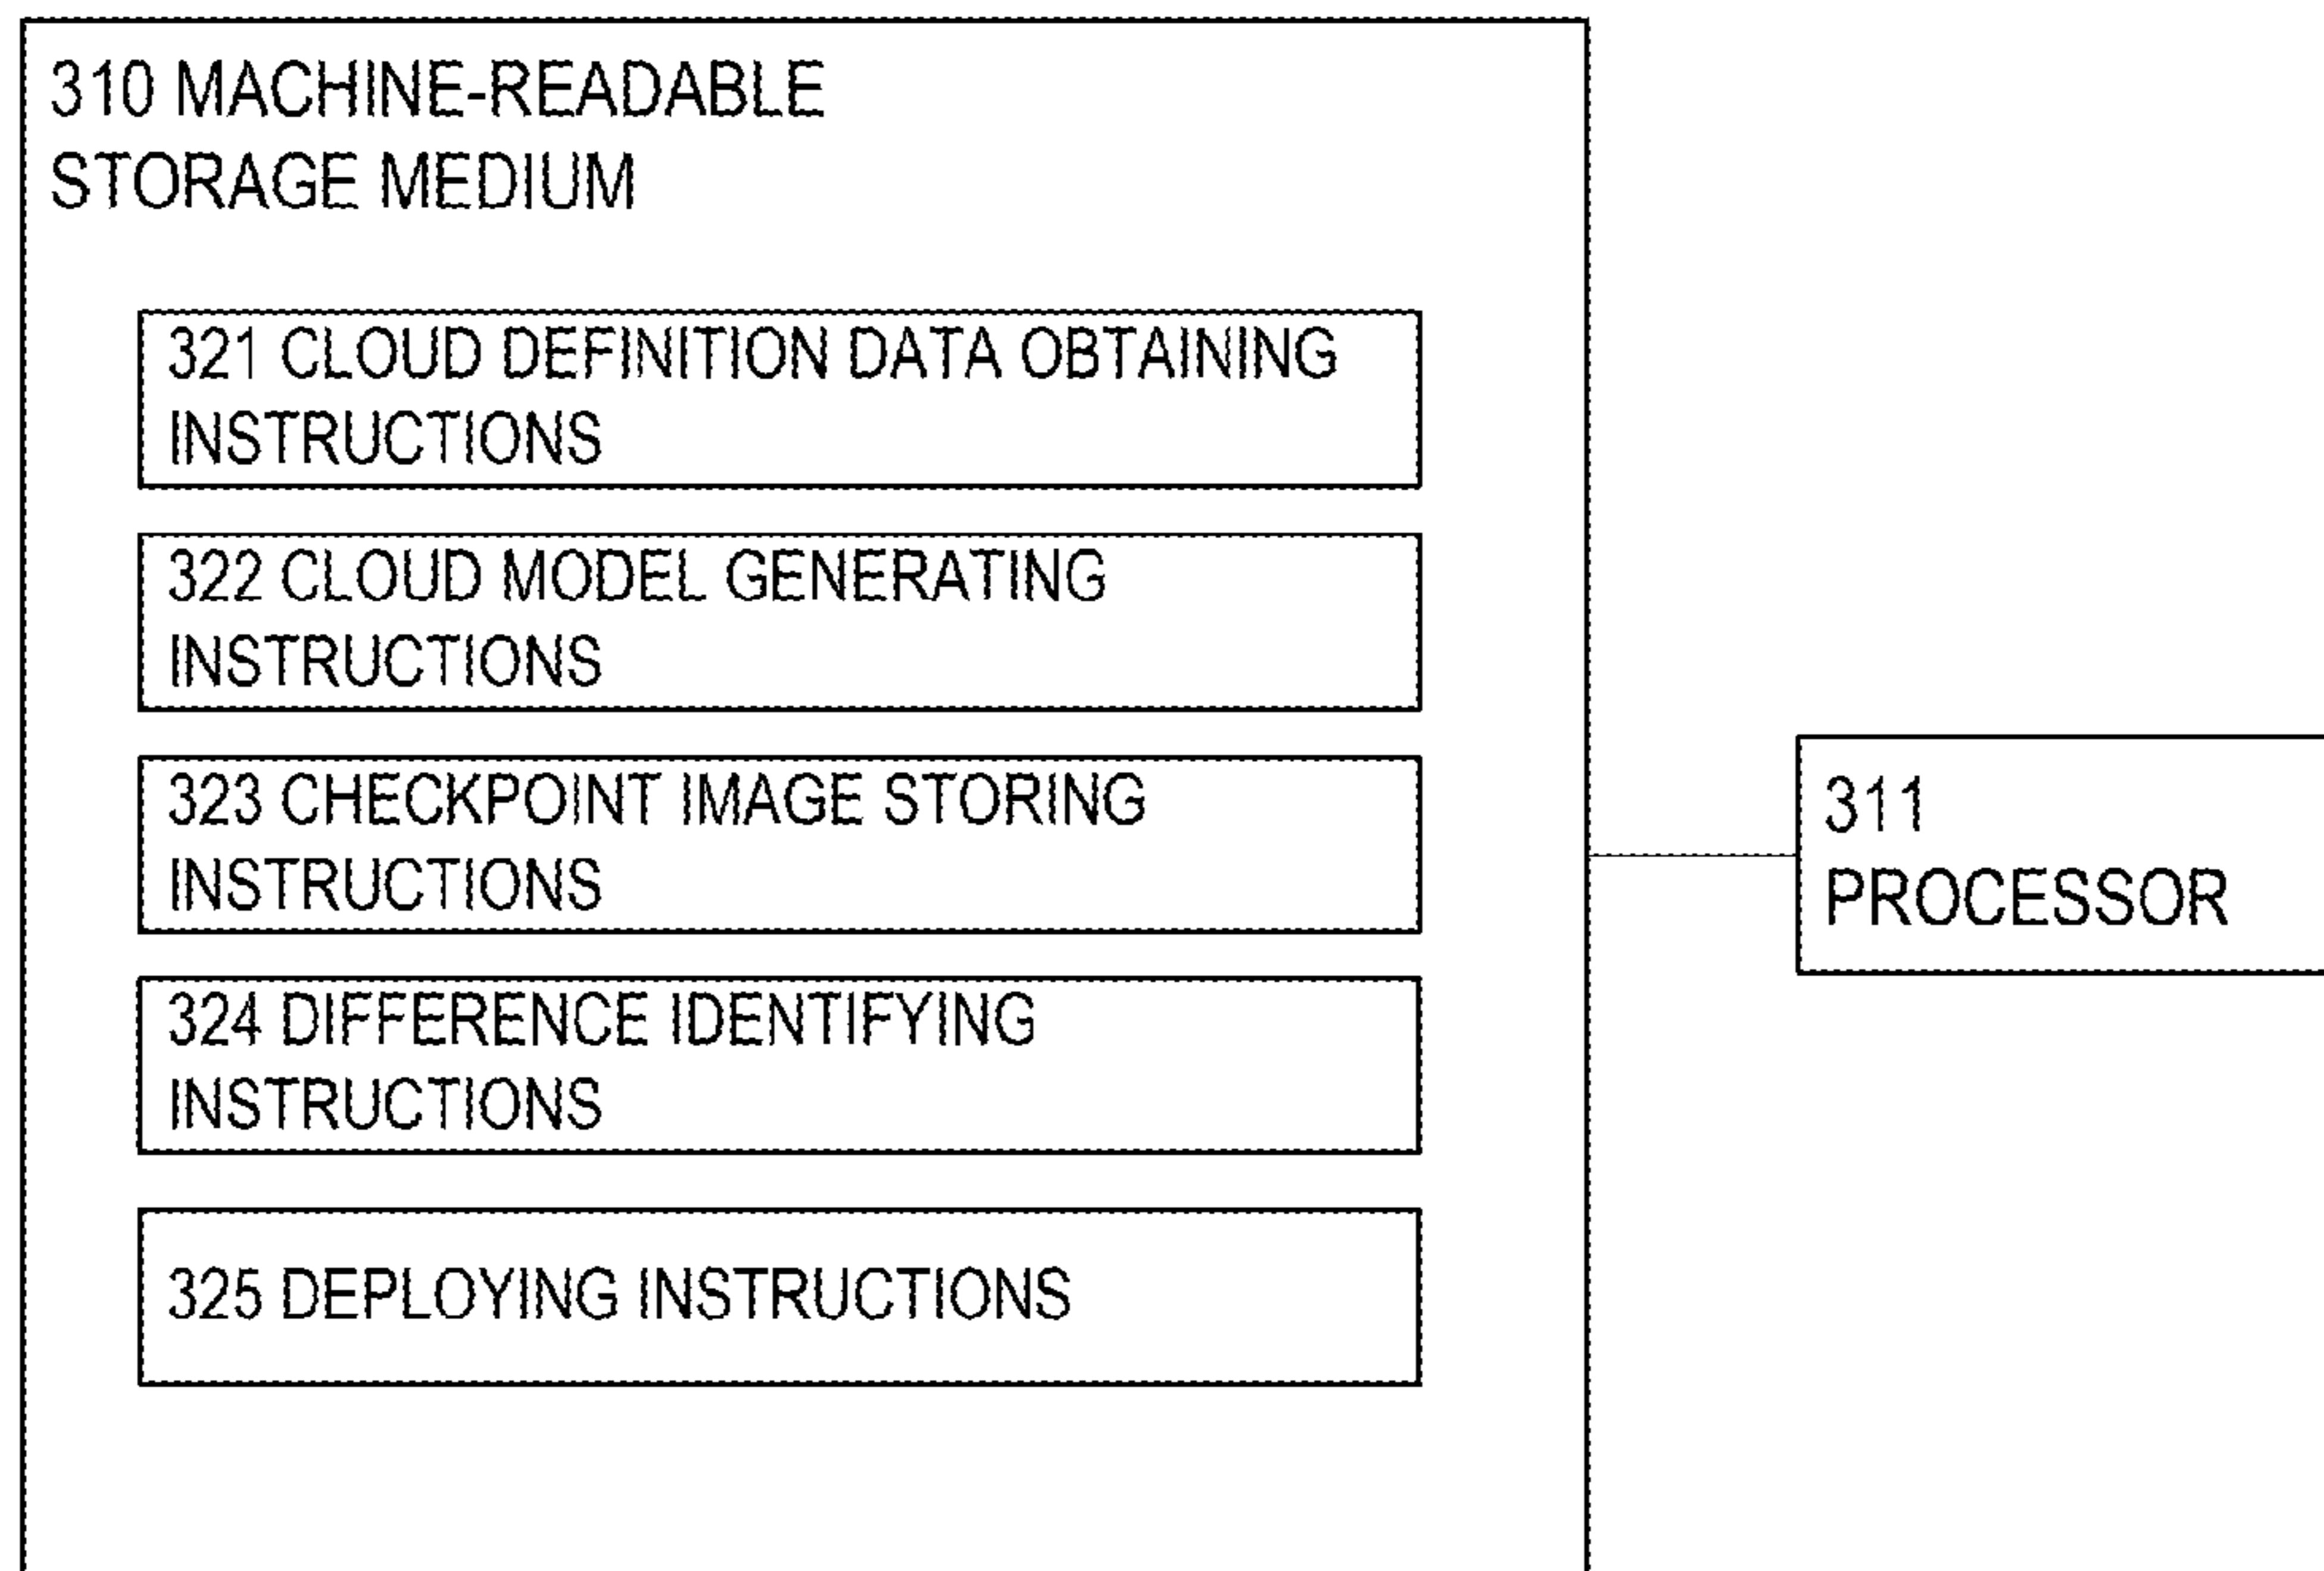 310 MACHINE-READABLE
STORAGE MEDIUM
321 CLOUD DEFINITION DATA OBTAINING
INSTRUCTIONS
322 CLOUD MODEL GENERATING
INSTRUCTIONS
323 CHECKPOINT IMAGE STORING
INSTRUCTIONS
324 DIFFERENCE IDENTIFYING
INSTRUCTIONS
325 DEPLOYING INSTRUCTIONS
311
PROCESSOR